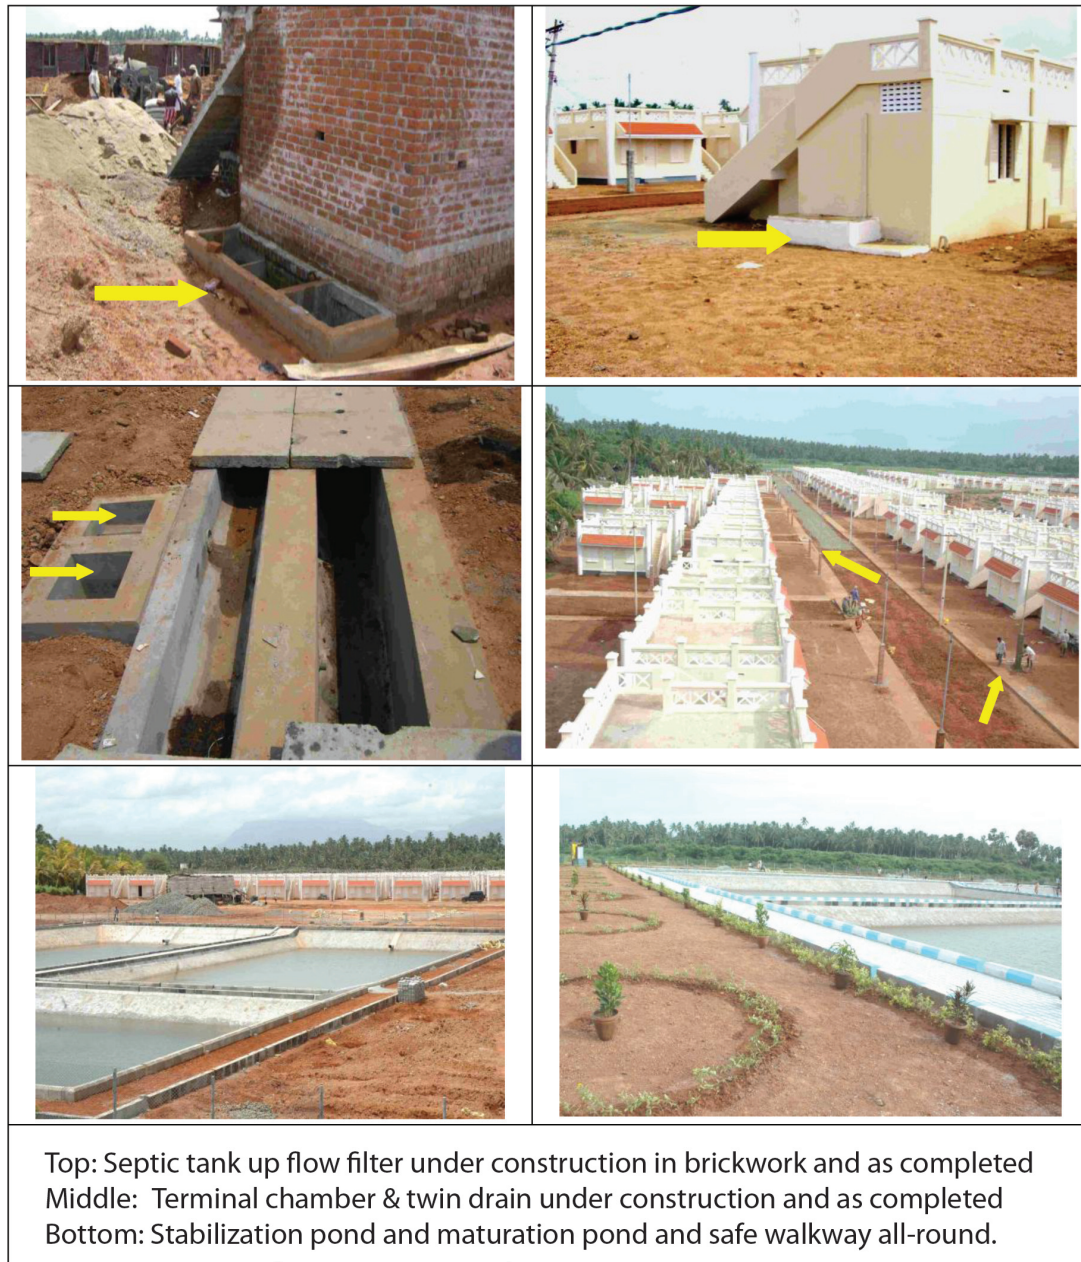 Top: Septic tank up flow filter under construction in brickwork and as completed
Middle: Terminal chamber & twin drain under construction and as completed
Bottom: Stabilization pond and maturation pond and safe walkway all-round.